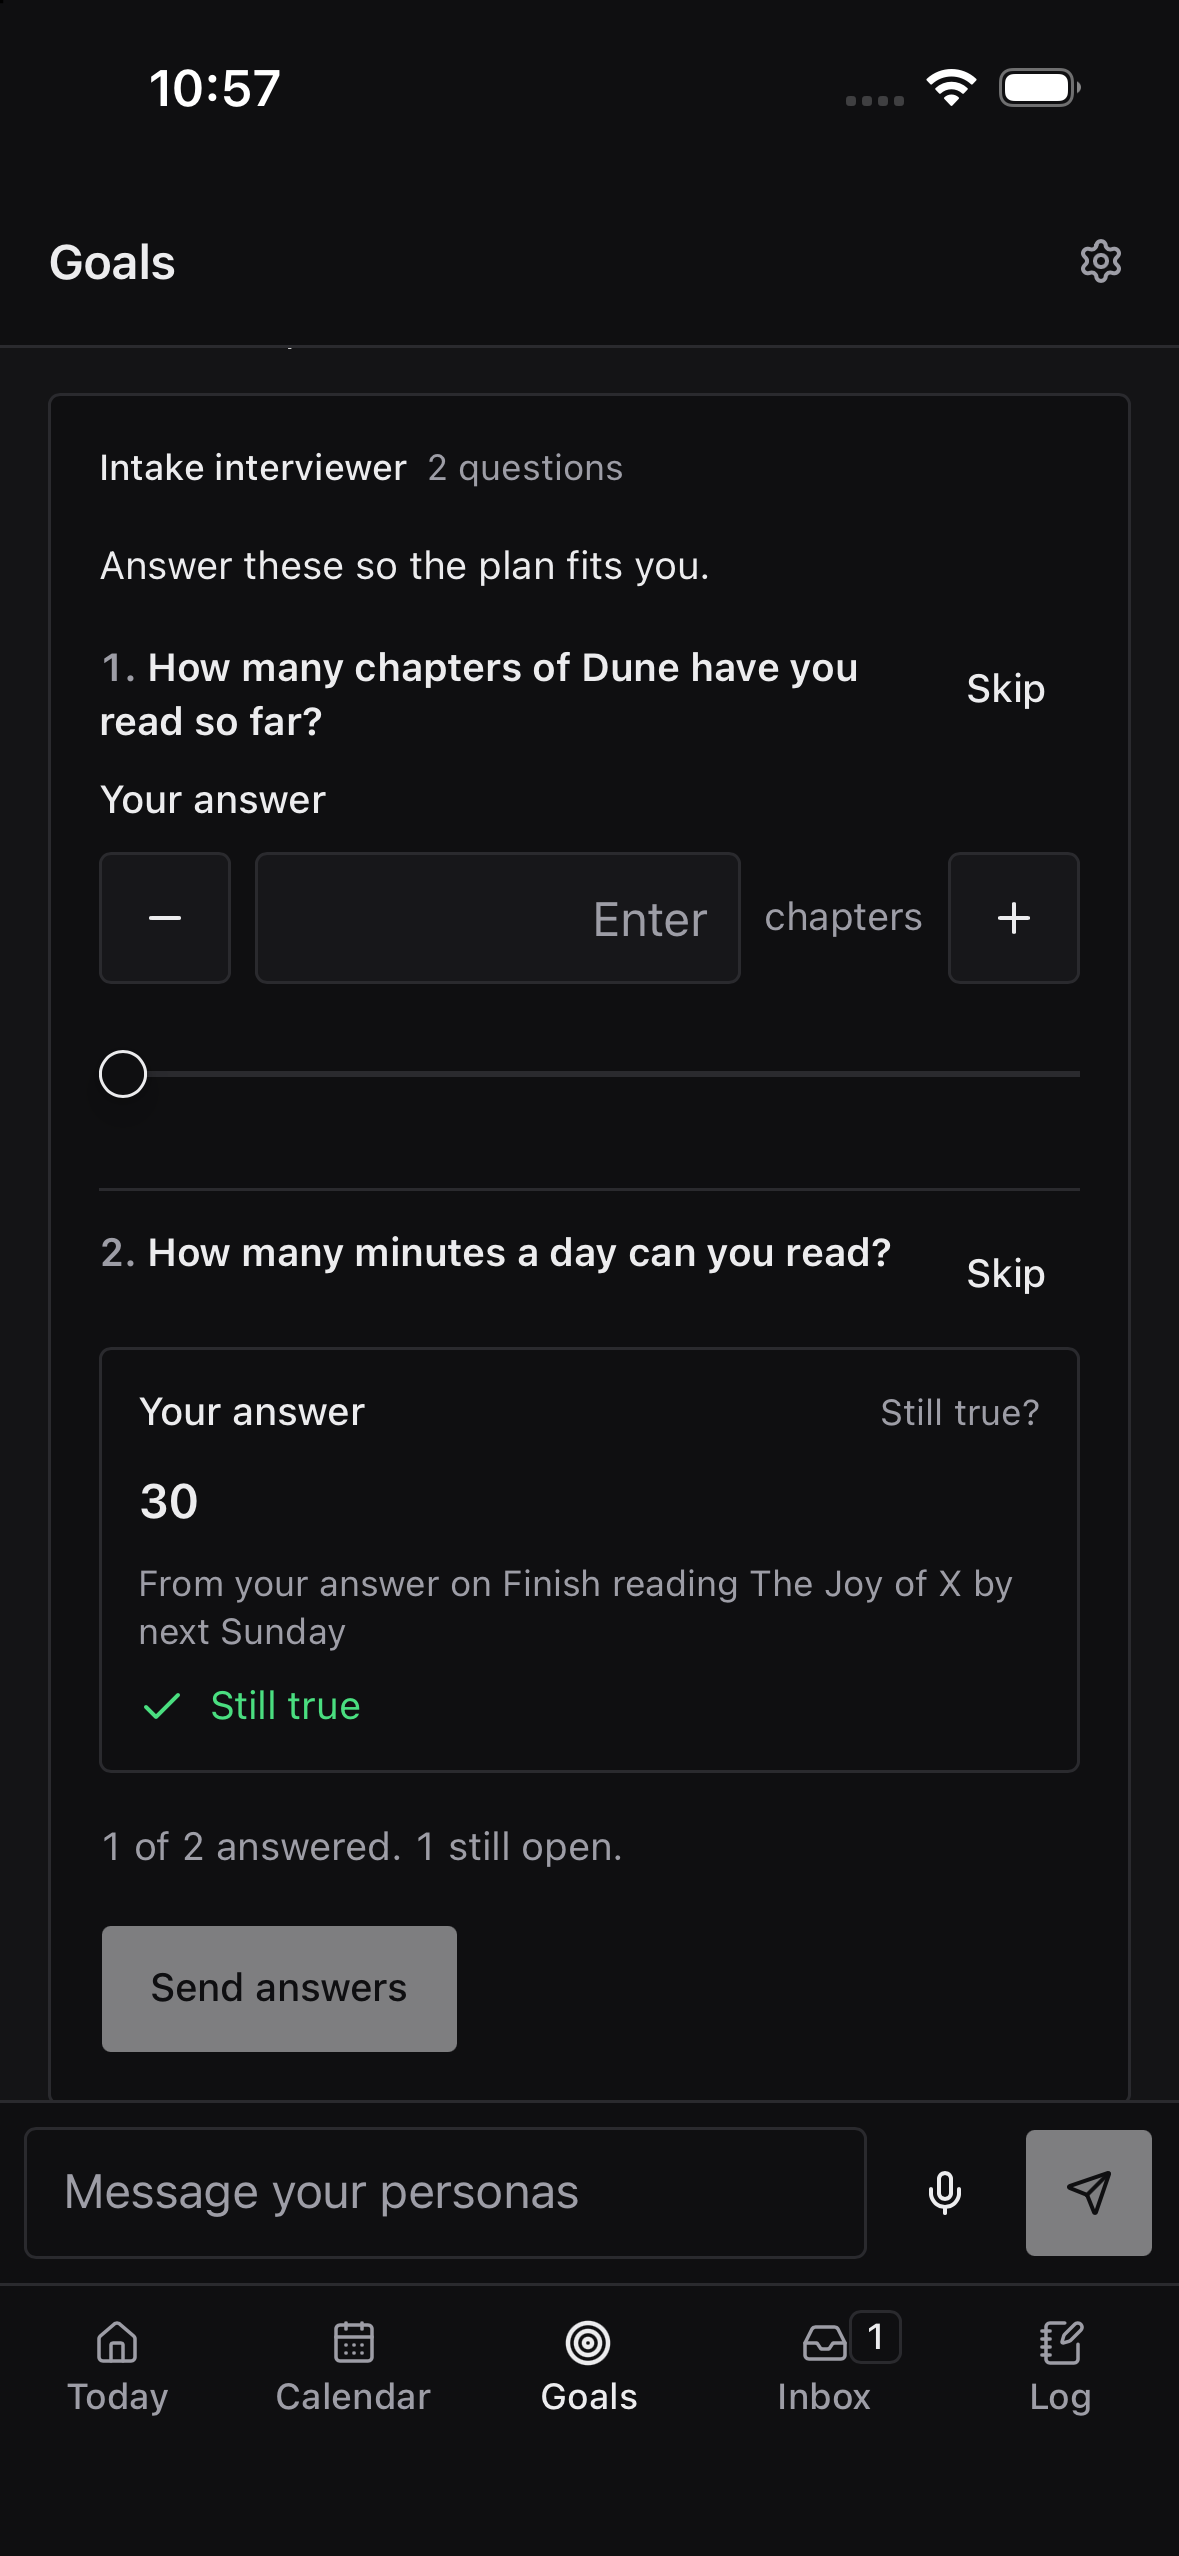 10:57
Goals
Intake interviewer 2 questions
Answer these so the plan fits you.
1. How many chapters of Dune have you
read so far?
Skip
Your answer
Enter
chapters
2. How many minutes a day can you read?
Skip
Your answer
Still true?
30
From your answer on Finish reading The Joy of X by
next Sunday
Still true
1 of 2 answered. 1 still open.
Send answers
Message your personas
1
Today
Calendar
Goals
Inbox
Log